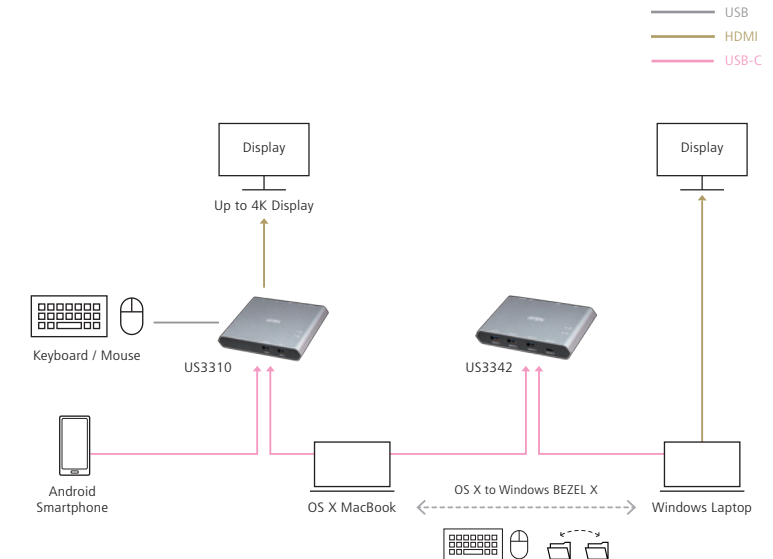 USB
HDMI
USB-C
Display
Display
Up to 4K Display
Keyboard / Mouse
US3310
US3342
Android
Smartphone
OS X MacBook
OS X to Windows BEZEL X
Windows Laptop